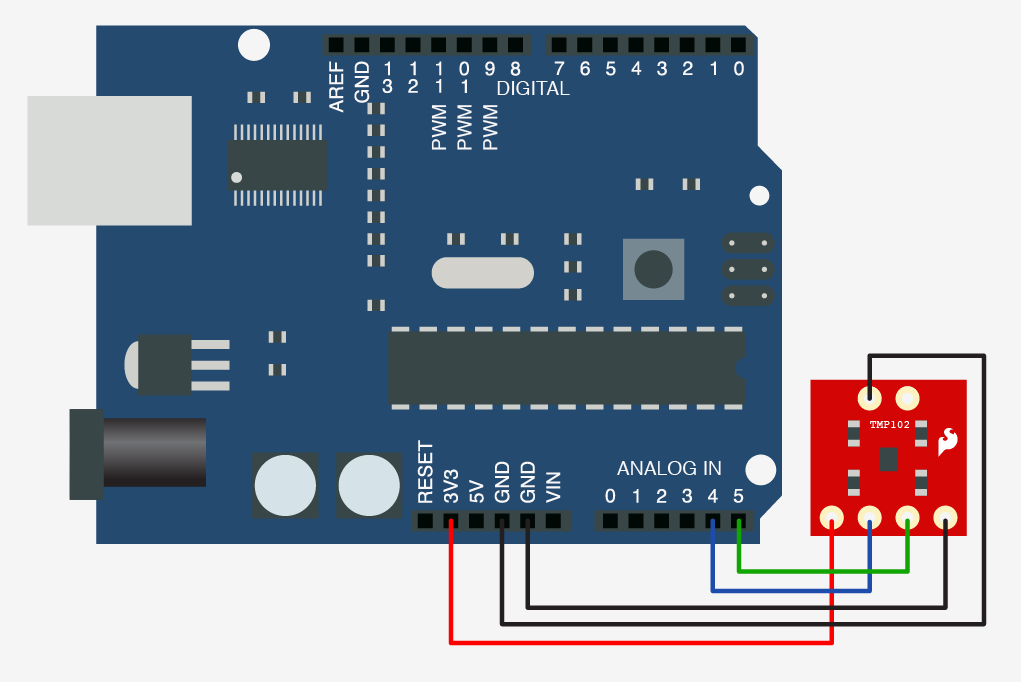 AREF GND 13 12 11 01 9 8 7 6 5 4 3 2 1 0
DIGITAL
PWM PWM PWM
TMP102
RESET 3V3 5V GND GND VIN
ANALOG IN
0 1 2 3 4 5